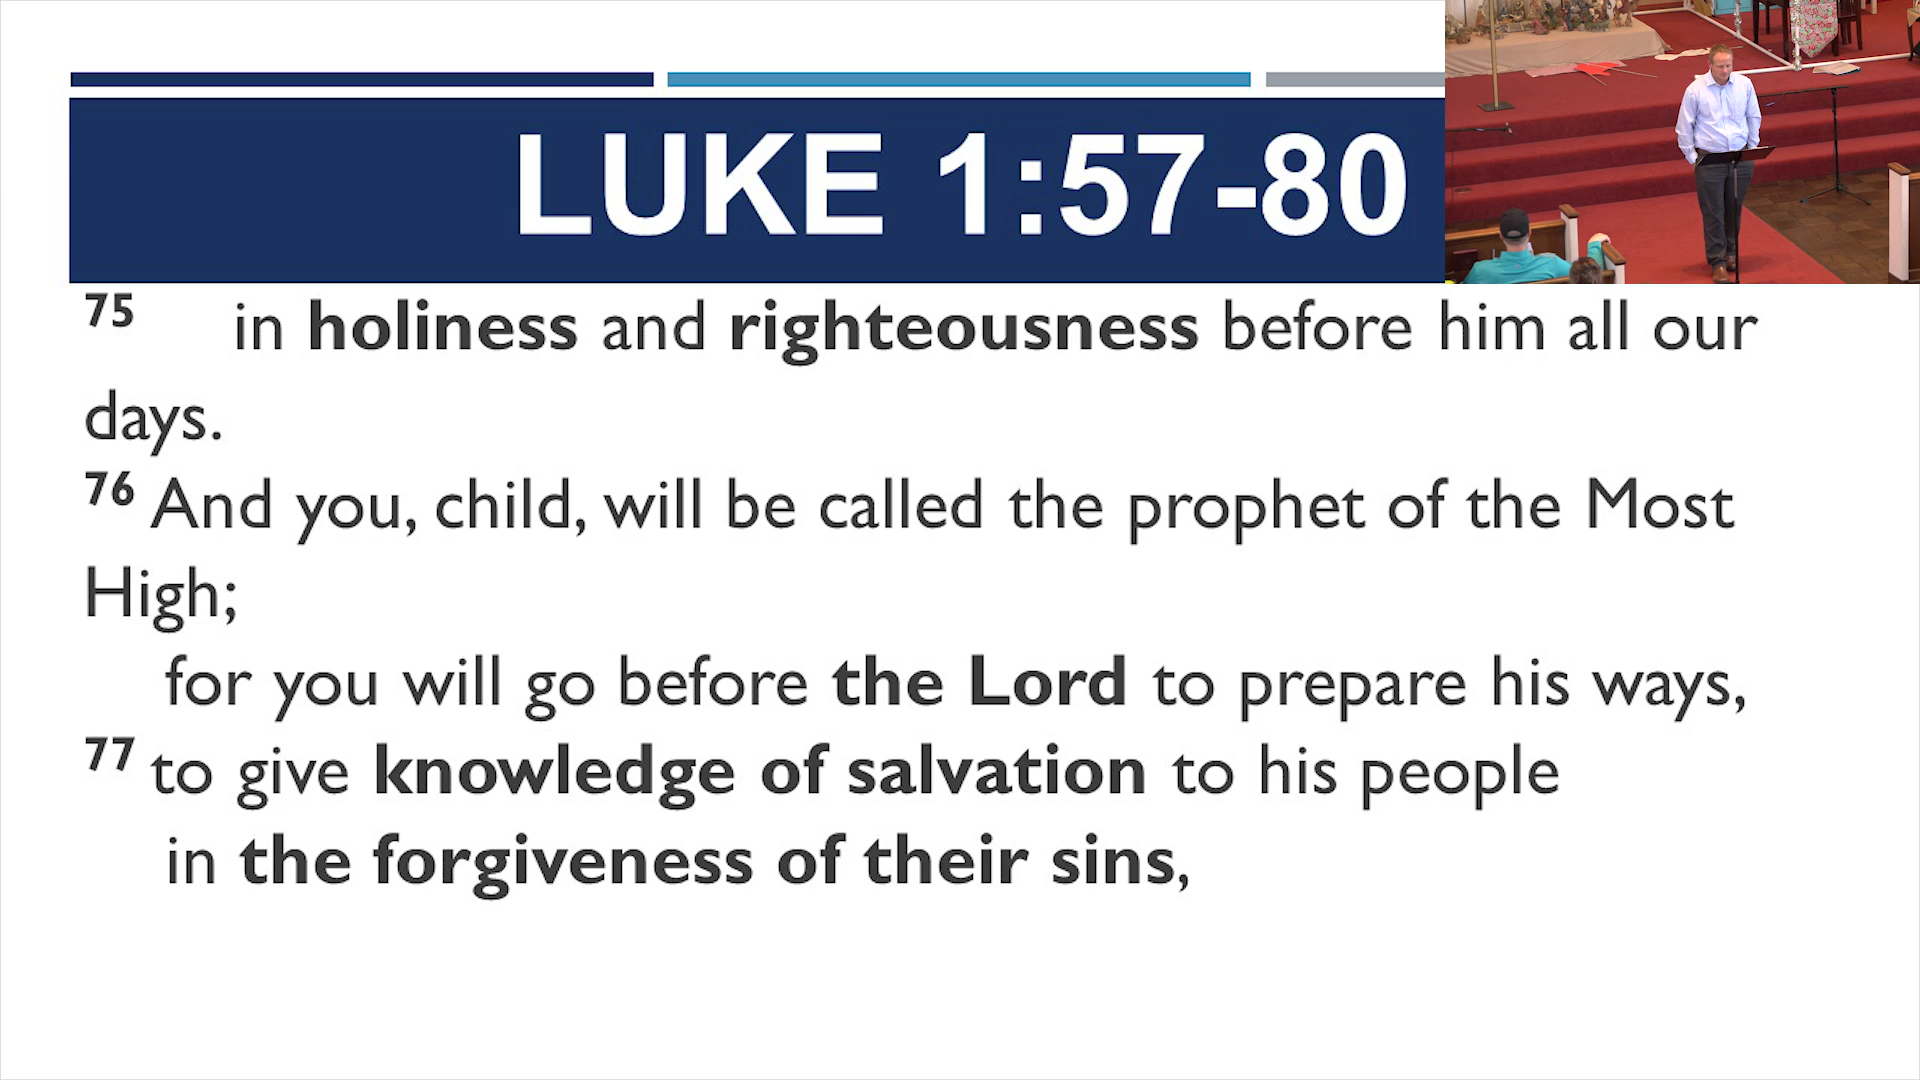 LUKE 1:57-80
75 in holiness and righteousness before him all our
days.
76 And you, child, will be called the prophet of the Most
High;
for you will go before the Lord to prepare his ways,
77 to give knowledge of salvation to his people
in the forgiveness of their sins,